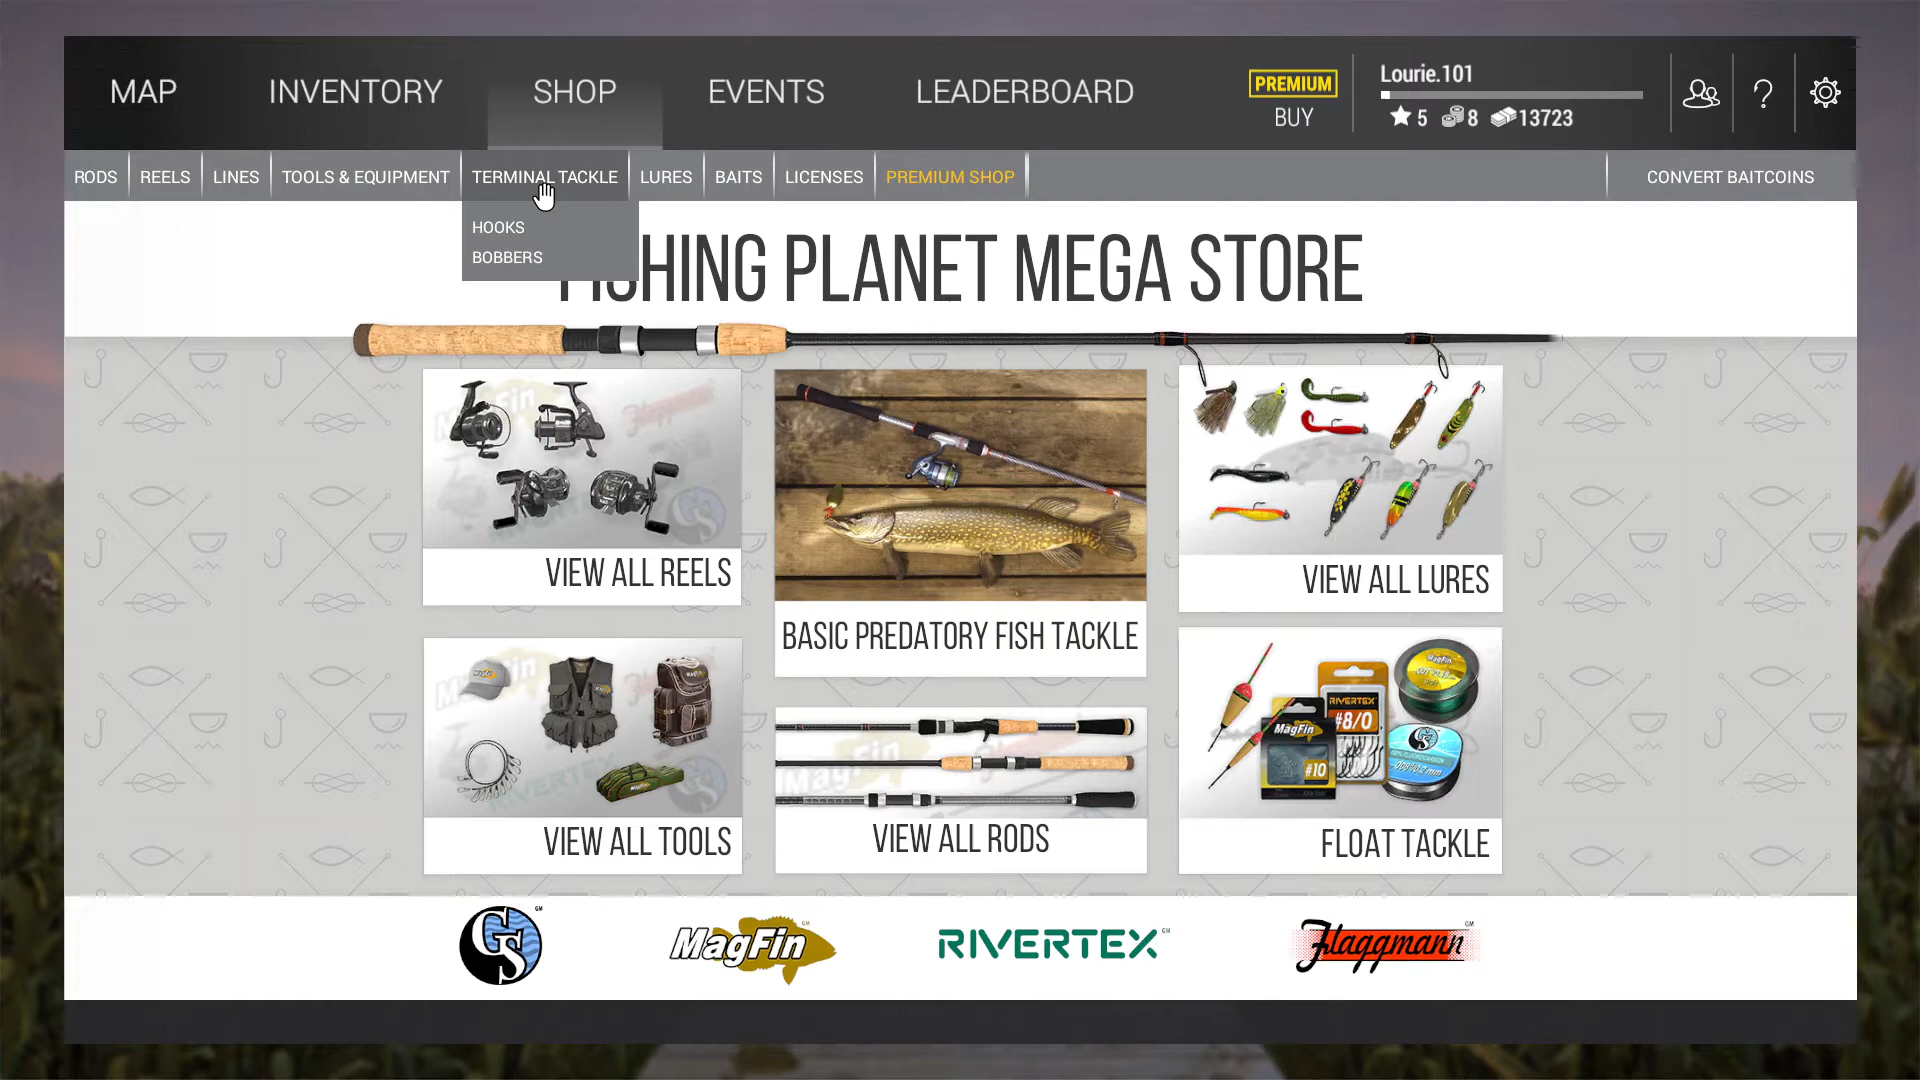 MAP INVENTORY SHOP EVENTS LEADERBOARD
PREMIUM
BUY
Lourie.101
5 8 13723
RODS REELS LINES TOOLS & EQUIPMENT TERMINAL TACKLE LURES BAITS LICENSES PREMIUM SHOP CONVERT BAITCOINS
HOOKS
BOBBERS
FISHING PLANET MEGA STORE
VIEW ALL REELS
BASIC PREDATORY FISH TACKLE
VIEW ALL LURES
VIEW ALL TOOLS
VIEW ALL RODS
MagFin
RIVERTEX
#8/0
MagFin
#10
FLOAT TACKLE
GS
MagFin
RIVERTEX
Flaggmann